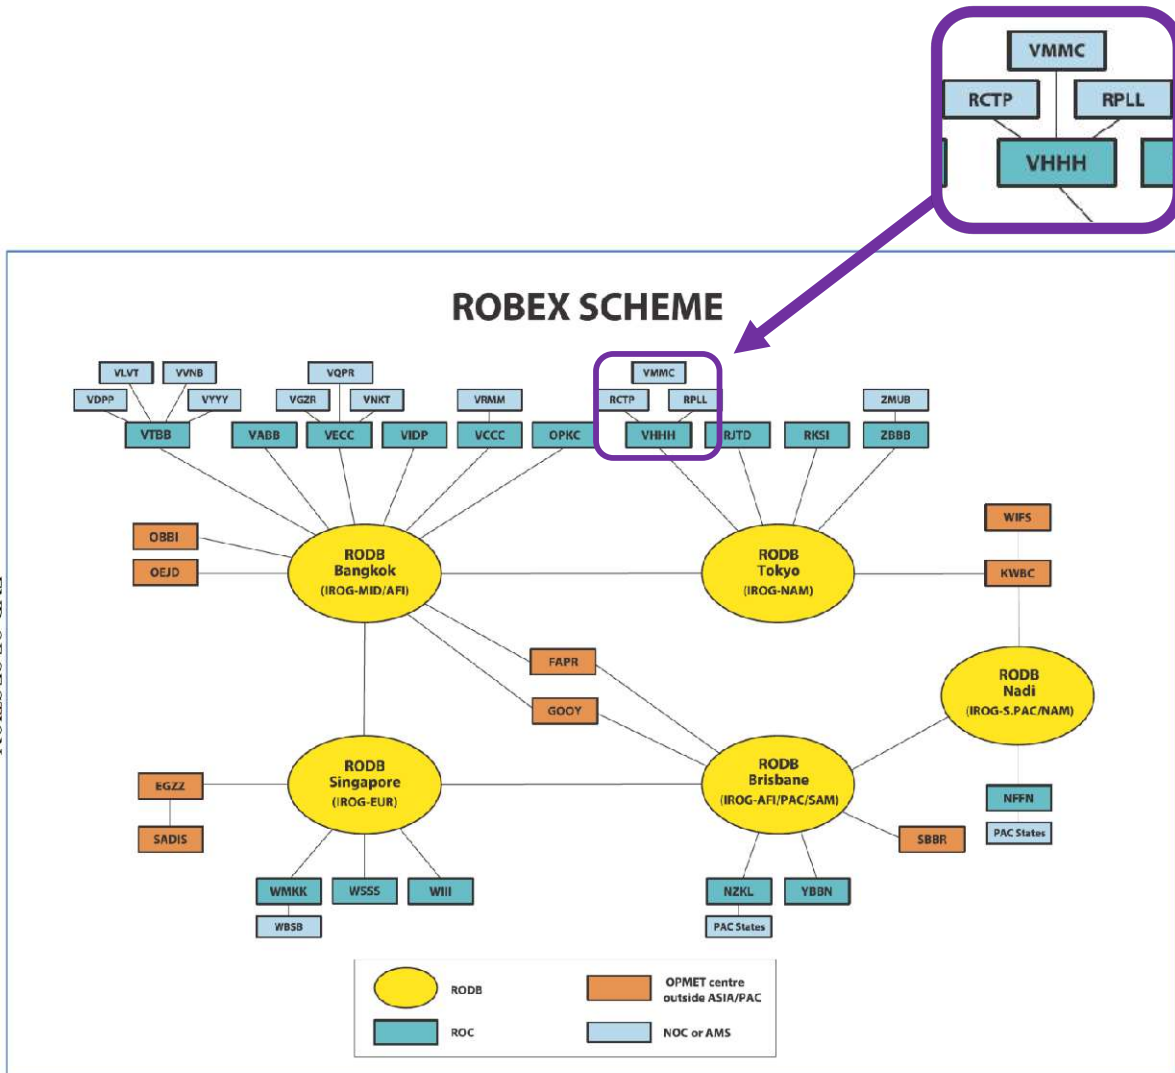 VMMC
RCTP RPLL
VHHH
ROBEX SCHEME
VLVT VVNB VQPR VMMC
VDPP VYYY VGZR VNKT VRMM RCTP RPLL ZMUB
VTBB VABB VECC VIDP VCCC OPKC VHHH RJTD RKSI ZBBB
OBBI
OEJD
RODB
Bangkok
(IROG-MID/AFI)
RODB
Tokyo
(IROG-NAM)
WIFS
KWBC
FAPR
GOOY
RODB
Nadi
(IROG-S.PAC/NAM)
EGZZ
SADIS
RODB
Singapore
(IROG-EUR)
RODB
Brisbane
(IROG-AFI/PAC/SAM)
NFFN
PAC States
SBBR
WMKK WSSS WIII
WBSB
NZKL YBBN
PAC States
RODB
OPMET centre
outside ASIA/PAC
ROC
NOC or AMS